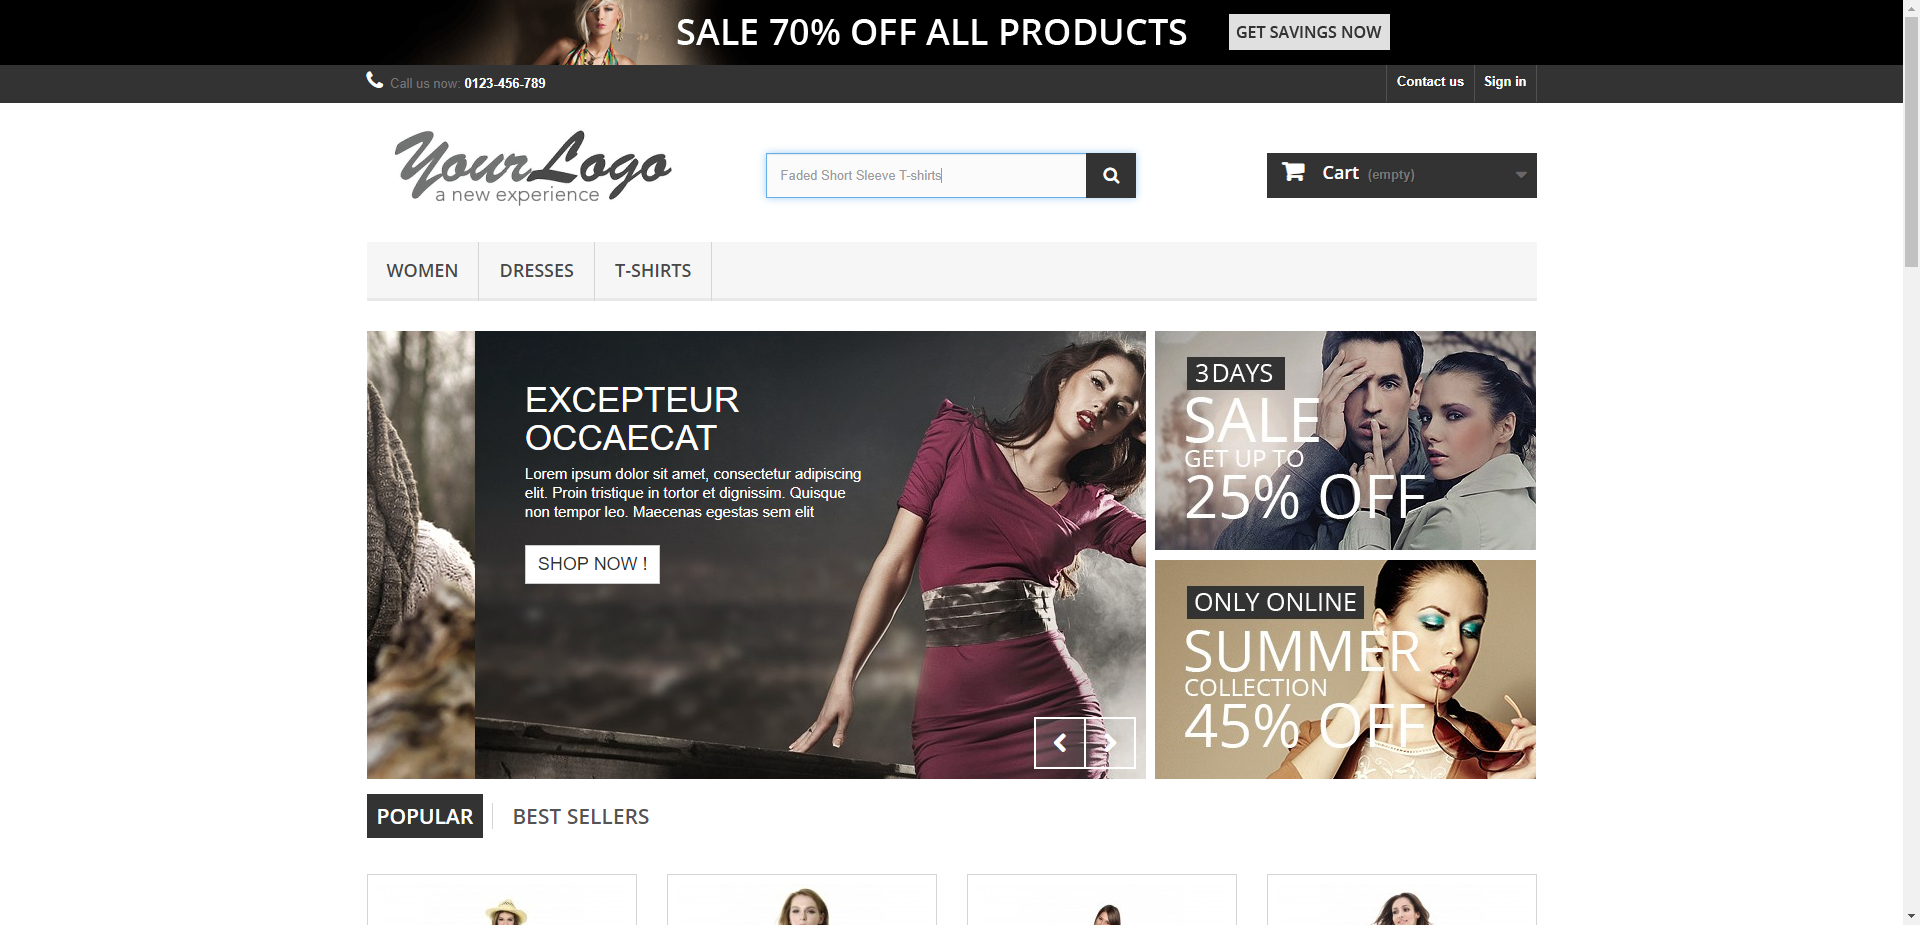 SALE 70% OFF ALL PRODUCTS
GET SAVINGS NOW
Call us now: 0123-456-789
Contact us
Sign in
YourLogo
a new experience
Faded Short Sleeve T-shirts
Cart (empty)
WOMEN
DRESSES
T-SHIRTS
EXCEPTEUR
OCCAECAT
Lorem ipsum dolor sit amet, consectetur adipiscing
elit. Proin tristique in tortor et dignissim. Quisque
non tempor leo. Maecenas egestas sem elit
SHOP NOW !
3 DAYS
SALE
GET UP TO
25% OFF
ONLY ONLINE
SUMMER
COLLECTION
45% OFF
POPULAR
BEST SELLERS